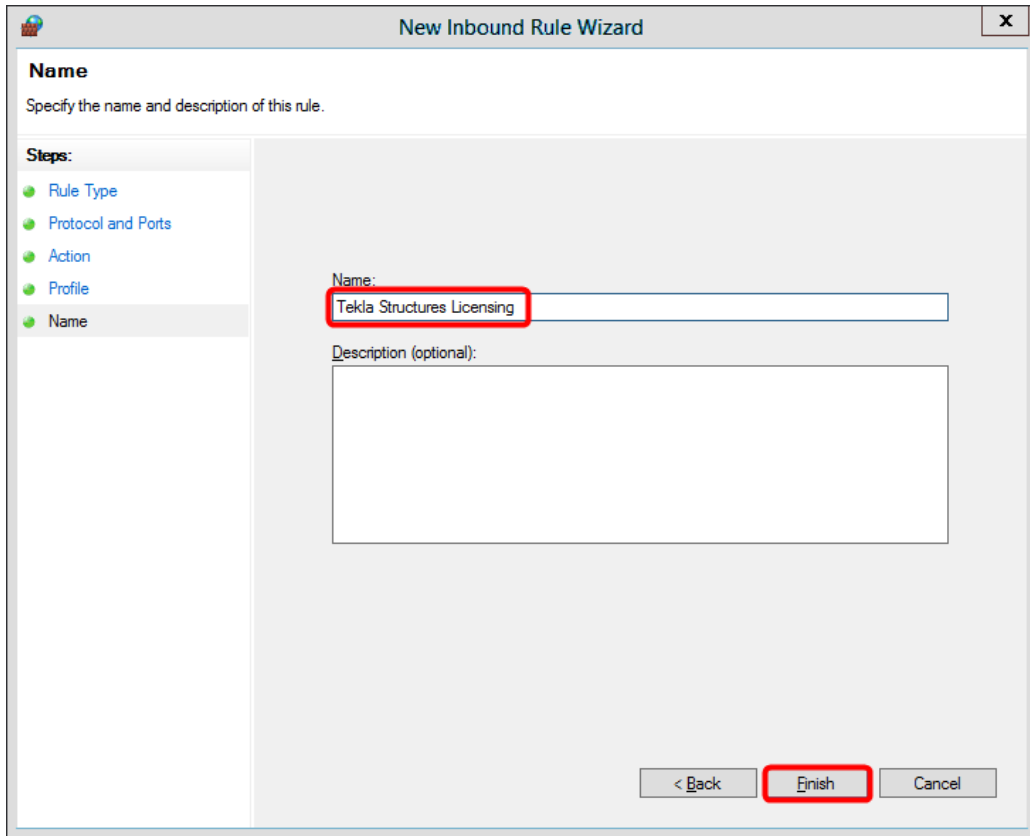 New Inbound Rule Wizard
x
Name
Specify the name and description of this rule.
Steps:
Rule Type
Protocol and Ports
Action
Profile
Name
Name:
Tekla Structures Licensing
Description (optional):
< Back
Finish
Cancel